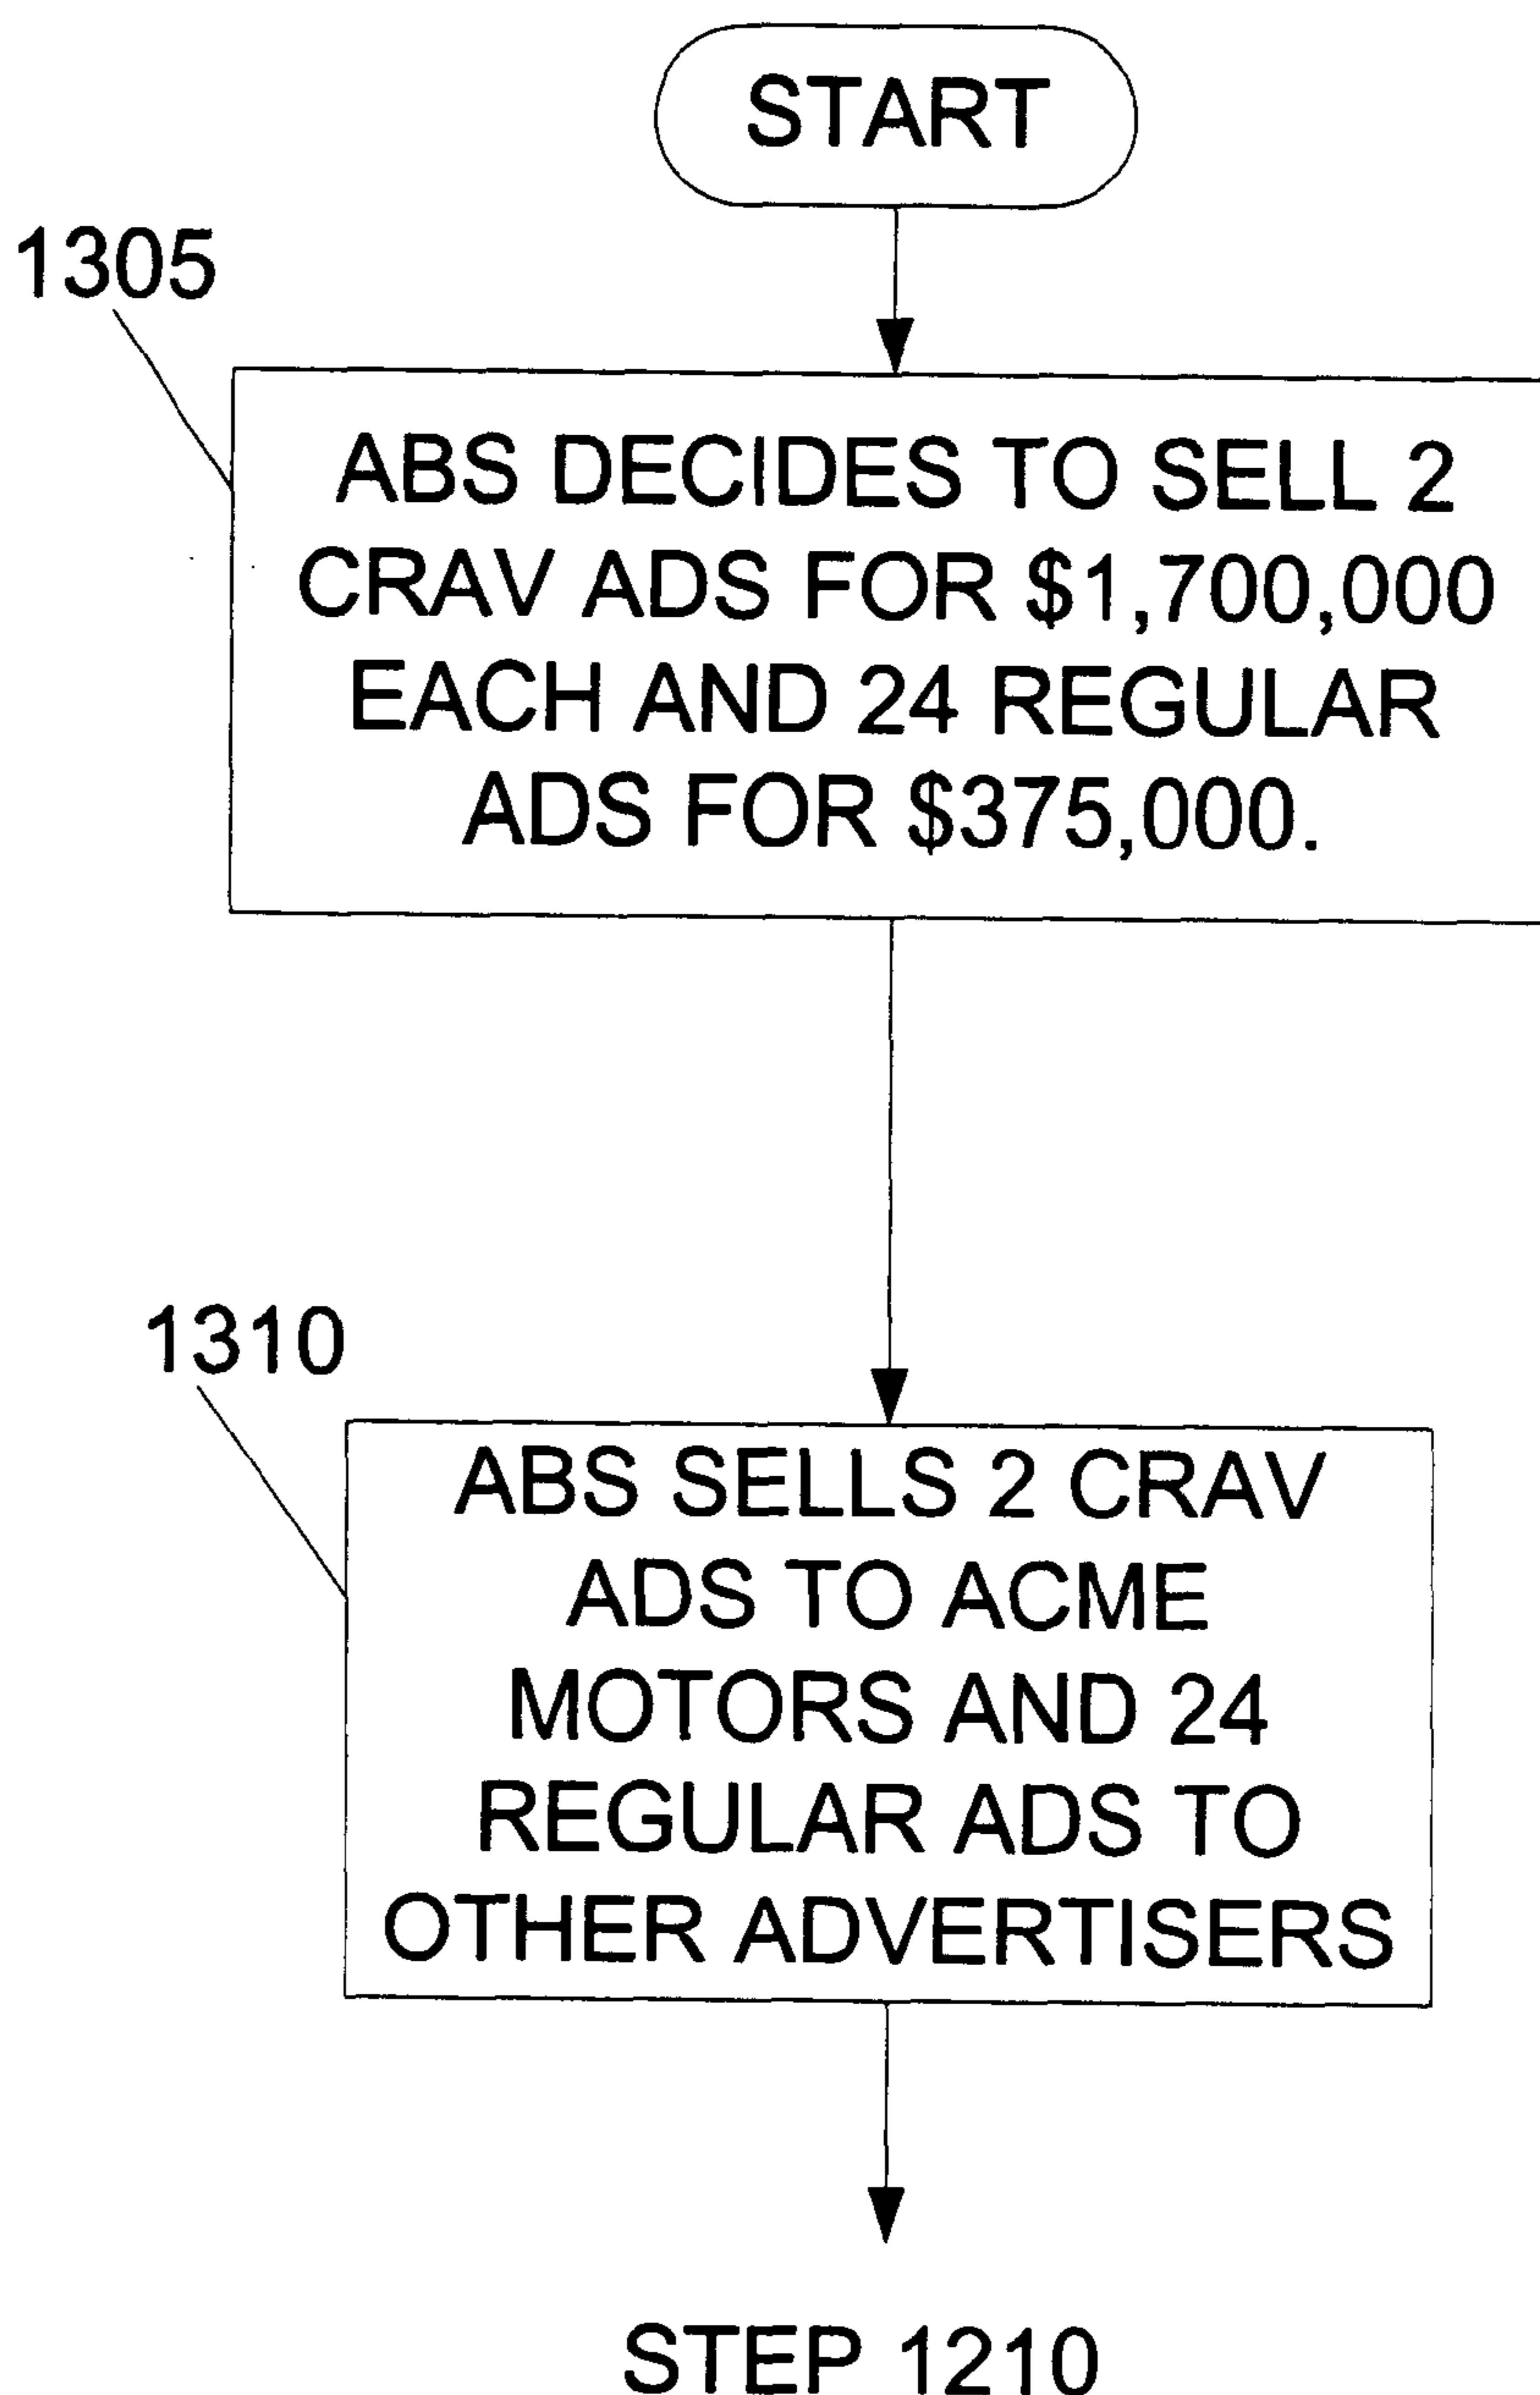 START
1305
ABS DECIDES TO SELL 2
CRAV ADS FOR $1,700,000
EACH AND 24 REGULAR
ADS FOR $375,000.
1310
ABS SELLS 2 CRAV
ADS TO ACME
MOTORS AND 24
REGULAR ADS TO
OTHER ADVERTISERS
STEP 1210